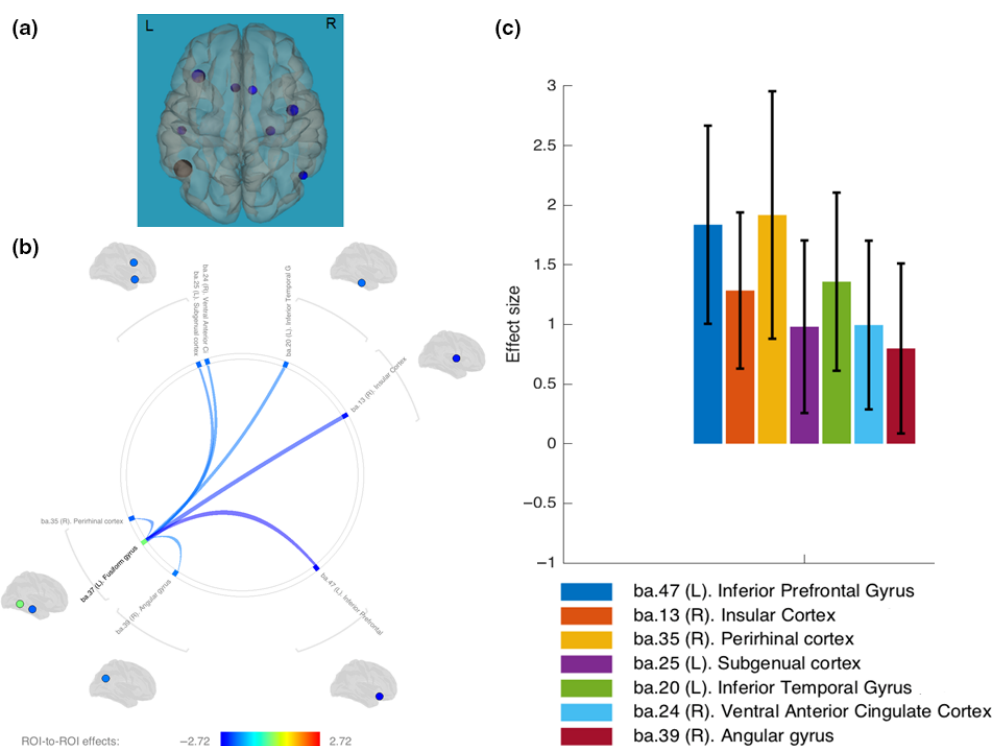 (a)
L
R
(b)
ba.25 (L). Subgenual cortex
ba.24 (R). Ventral Anterior Ci
ba.20 (L). Inferior Temporal G
ba.13 (R). Insular Cortex
ba.35 (R). Perirhinal cortex
ba.37 (L). Fusiform gyrus
ba.39 (R). Angular gyrus
ba.47 (L). Inferior Prefrontal
ROI-to-ROI effects:
−2.72
2.72
(c)
Effect size
3
2.5
2
1.5
1
0.5
0
−0.5
−1
ba.47 (L). Inferior Prefrontal Gyrus
ba.13 (R). Insular Cortex
ba.35 (R). Perirhinal cortex
ba.25 (L). Subgenual cortex
ba.20 (L). Inferior Temporal Gyrus
ba.24 (R). Ventral Anterior Cingulate Cortex
ba.39 (R). Angular gyrus